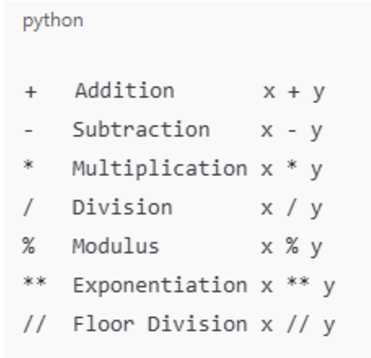 python
+ Addition x + y
- Subtraction x - y
* Multiplication x * y
/ Division x / y
% Modulus x % y
** Exponentiation x ** y
// Floor Division x // y